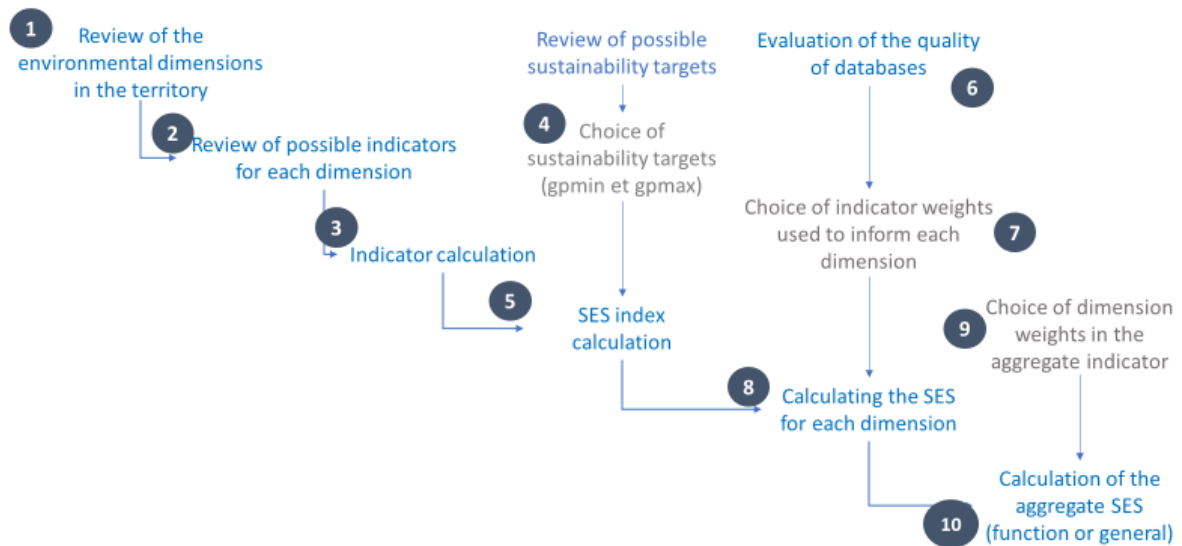 1
Review of the
environmental dimensions
in the territory
2
Review of possible indicators
for each dimension
3
Indicator calculation
Review of possible
sustainability targets
4
Choice of
sustainability targets
(gpmin et gpmax)
5
SES index
calculation
Evaluation of the quality
of databases
6
Choice of indicator weights
used to inform each
dimension
7
8
Calculating the SES
for each dimension
9
Choice of dimension
weights in the
aggregate indicator
10
Calculation of the
aggregate SES
(function or general)